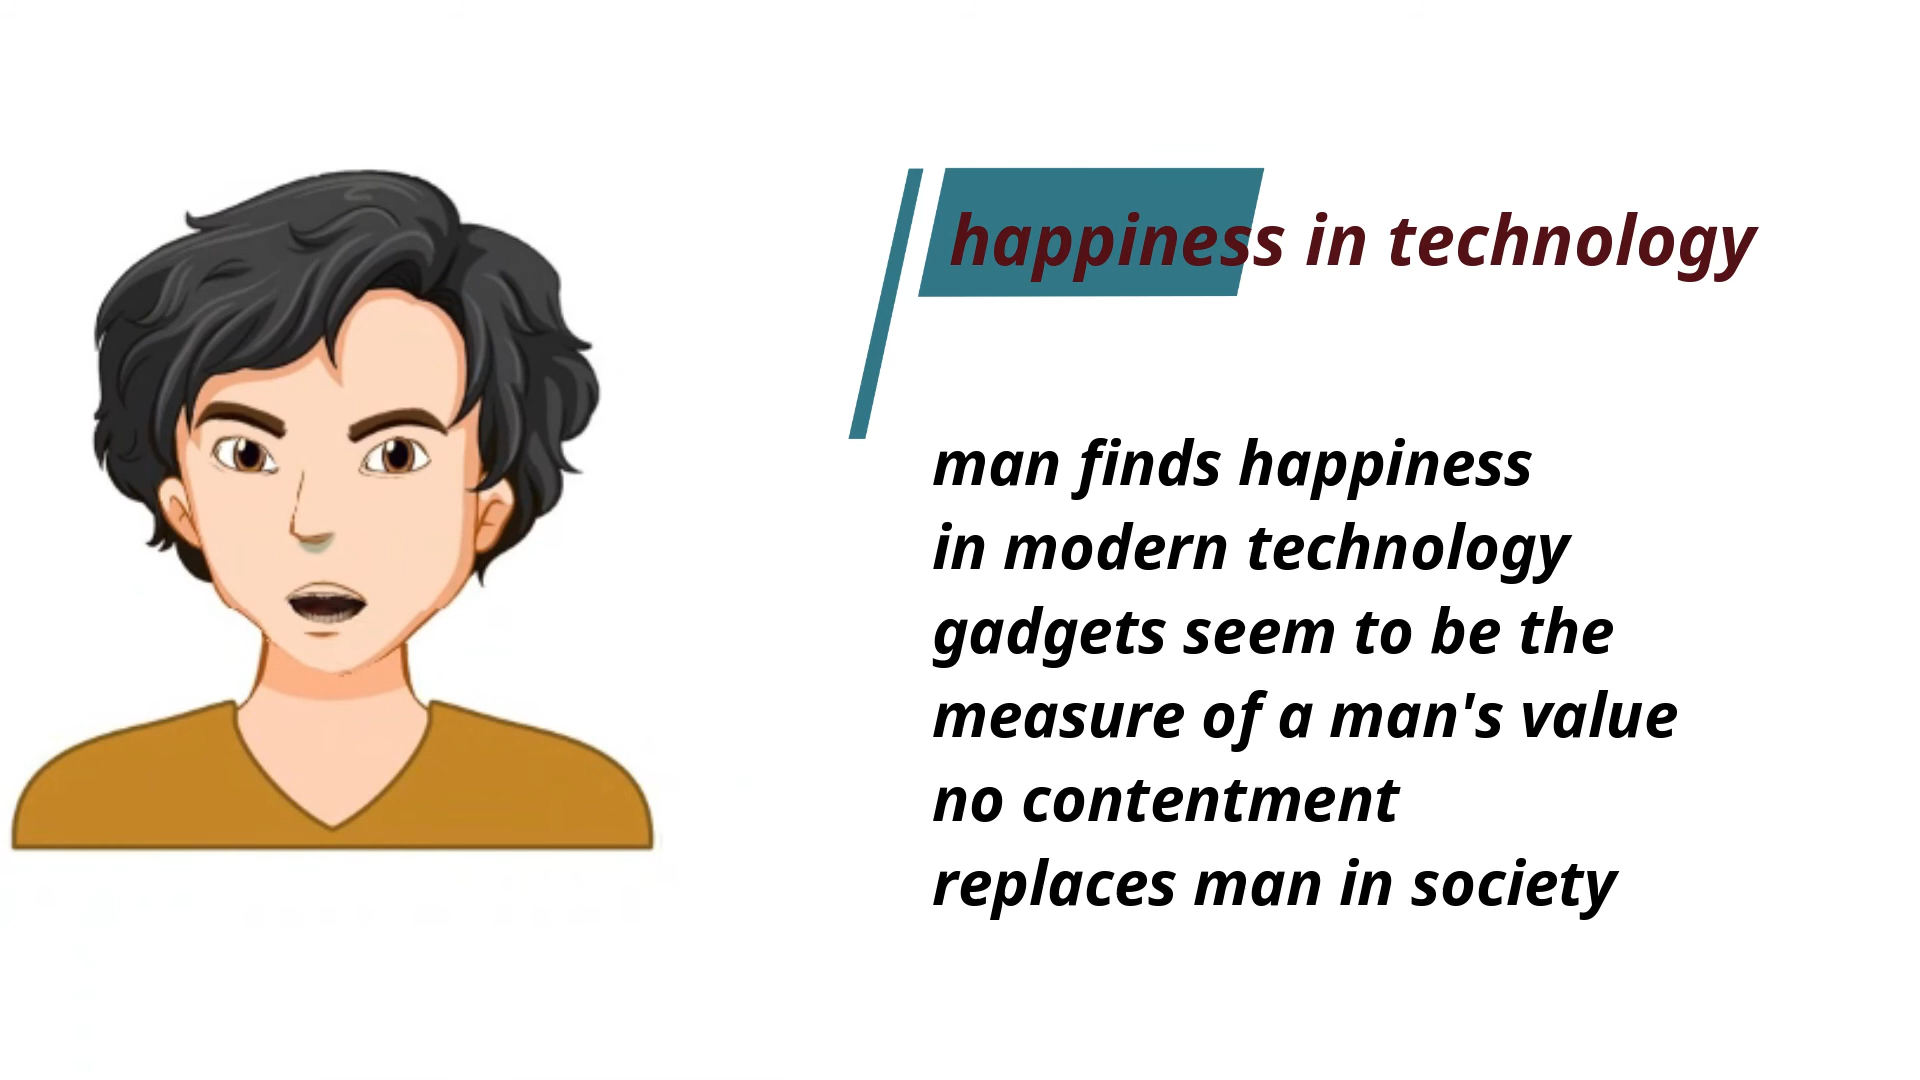 happiness in technology
man finds happiness
in modern technology
gadgets seem to be the
measure of a man's value
no contentment
replaces man in society